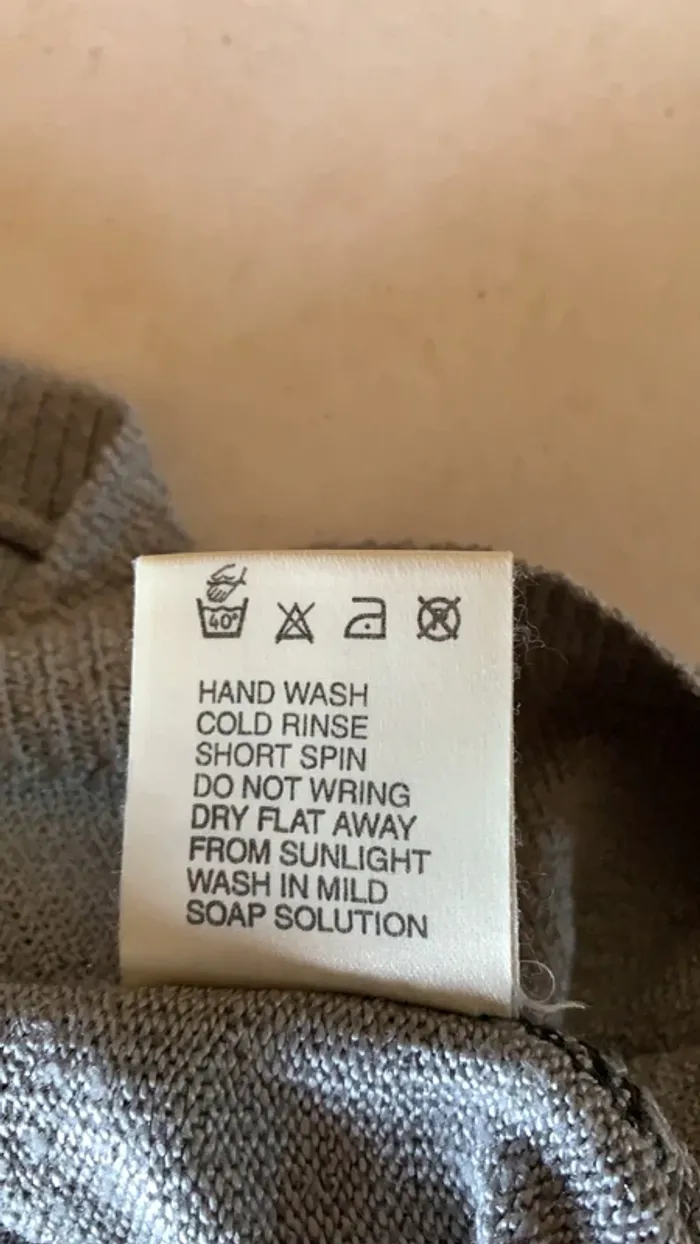 40°
HAND WASH
COLD RINSE
SHORT SPIN
DO NOT WRING
DRY FLAT AWAY
FROM SUNLIGHT
WASH IN MILD
SOAP SOLUTION